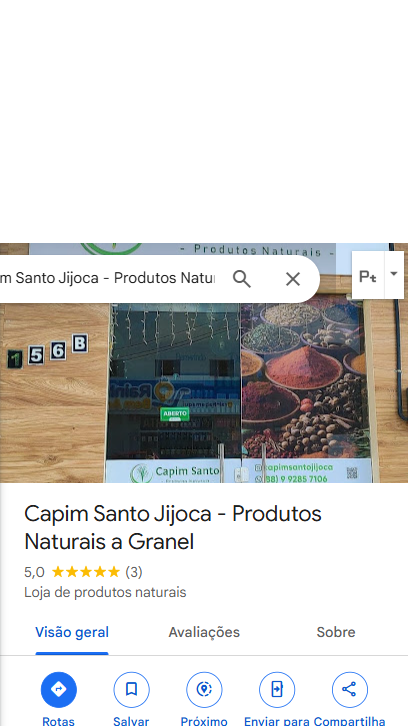 - Produtos Naturais -
m Santo Jijoca - Produtos Natur
Pt
1 5 6 B
ABERTO
Capim Santo
capimsantojijoca
(88) 9 9285 7106
Capim Santo Jijoca - Produtos
Naturais a Granel
5,0 ★★★★★ (3)
Loja de produtos naturais
Visão geral Avaliações Sobre
Rotas Salvar Próximo Enviar para Compartilha